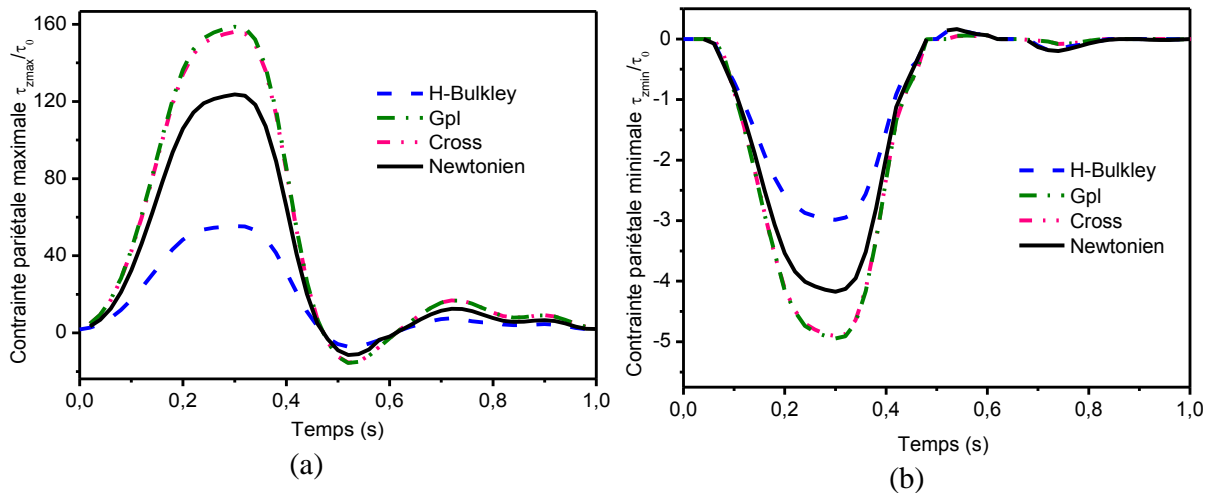 Contrainte pariétale maximale τzmax/τ0
160
120
80
40
0
H-Bulkley
Gpl
Cross
Newtonien
0,0 0,2 0,4 0,6 0,8 1,0
Temps (s)
(a)
Contrainte pariétale minimale τzmin/τ0
0
-1
-2
-3
-4
-5
H-Bulkley
Gpl
Cross
Newtonien
0,0 0,2 0,4 0,6 0,8 1,0
Temps (s)
(b)